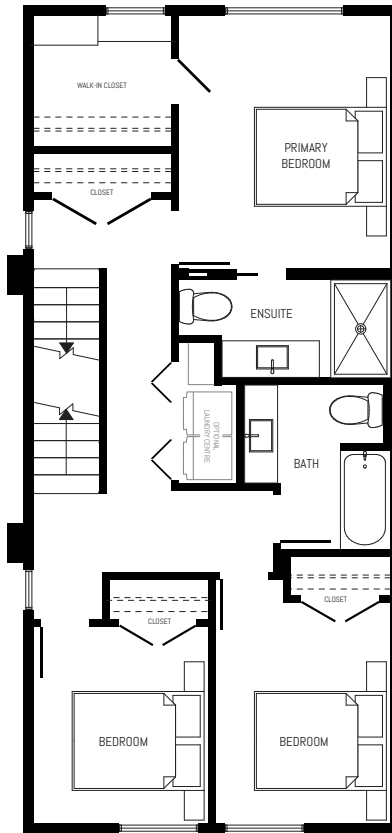 WALK-IN CLOSET
PRIMARY
BEDROOM
CLOSET
ENSUITE
OPTIONAL
LAUNDRY CENTRE
BATH
CLOSET
CLOSET
BEDROOM
BEDROOM